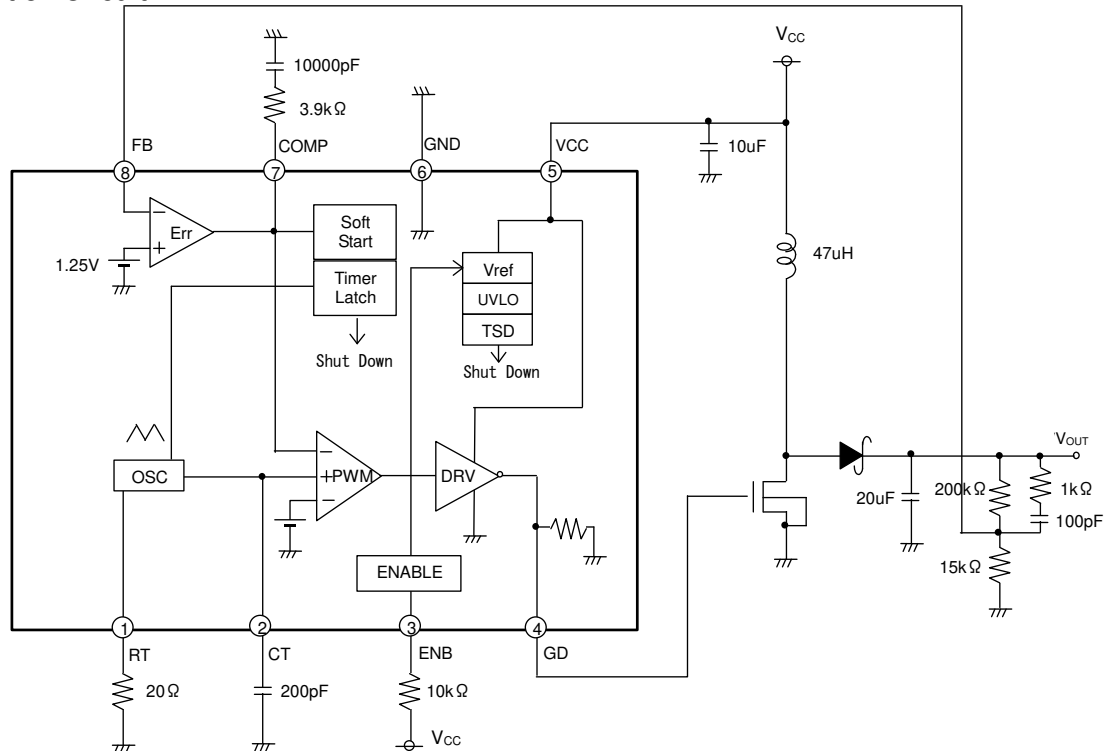 VCC
10000pF
3.9kΩ
FB
COMP
GND
VCC
10uF
8
7
6
5
Err
1.25V
Soft
Start
Timer
Latch
Shut Down
Vref
UVLO
TSD
Shut Down
47uH
OSC
PWM
DRV
VOUT
20uF
200kΩ
1kΩ
100pF
15kΩ
ENABLE
1
2
3
4
RT
CT
ENB
GD
20Ω
200pF
10kΩ
VCC